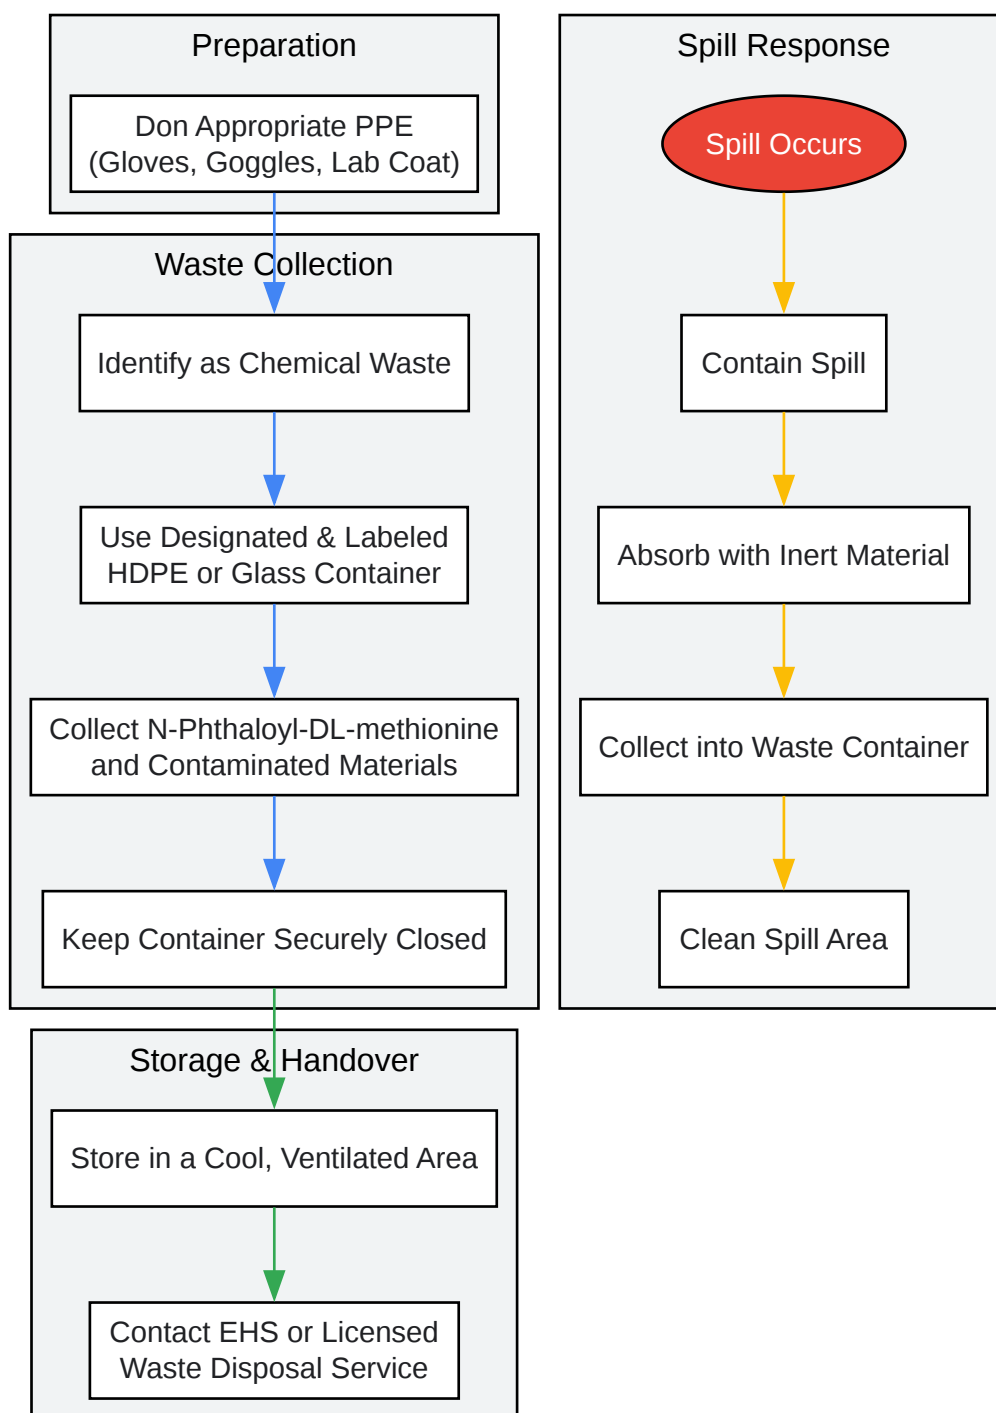 Preparation
Don Appropriate PPE
(Gloves, Goggles, Lab Coat)
Waste Collection
Identify as Chemical Waste
Use Designated & Labeled
HDPE or Glass Container
Collect N-Phthaloyl-DL-methionine
and Contaminated Materials
Keep Container Securely Closed
Storage & Handover
Store in a Cool, Ventilated Area
Contact EHS or Licensed
Waste Disposal Service
Spill Response
Spill Occurs
Contain Spill
Absorb with Inert Material
Collect into Waste Container
Clean Spill Area